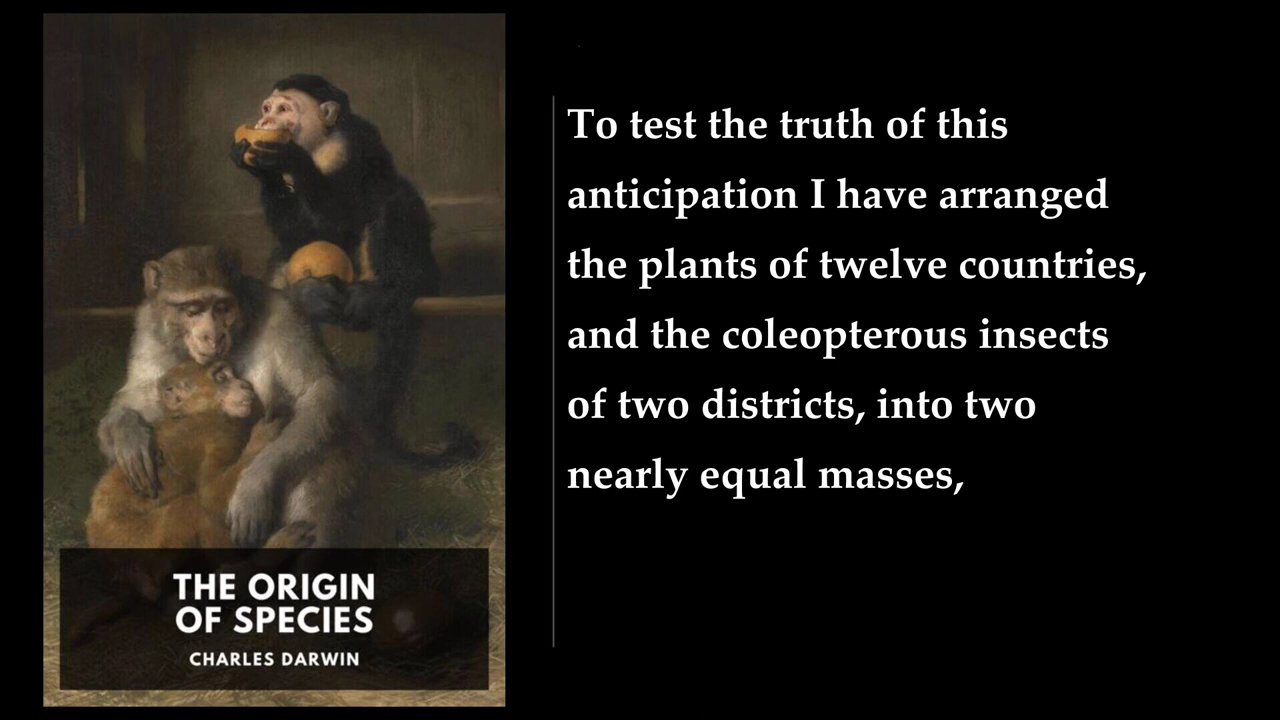 THE ORIGIN
OF SPECIES
CHARLES DARWIN
To test the truth of this
anticipation I have arranged
the plants of twelve countries,
and the coleopterous insects
of two districts, into two
nearly equal masses,